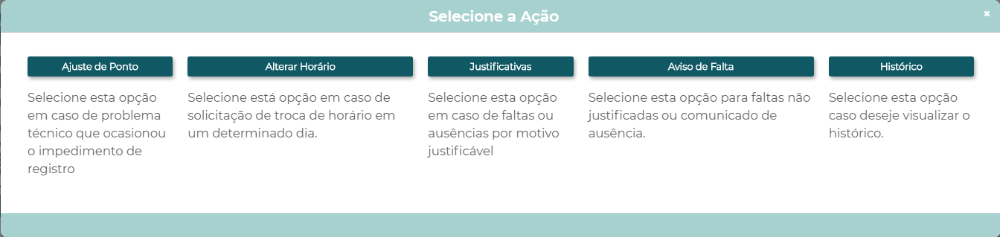 Selecione a Ação
×
Ajuste de Ponto
Selecione esta opção
em caso de problema
técnico que ocasionou
o impedimento de
registro
Alterar Horário
Selecione está opção em caso de
solicitação de troca de horário em
um determinado dia.
Justificativas
Selecione esta opção
em caso de faltas ou
ausências por motivo
justificável
Aviso de Falta
Selecione esta opção para faltas não
justificadas ou comunicado de
ausência.
Histórico
Selecione esta opção
caso deseje visualizar o
histórico.